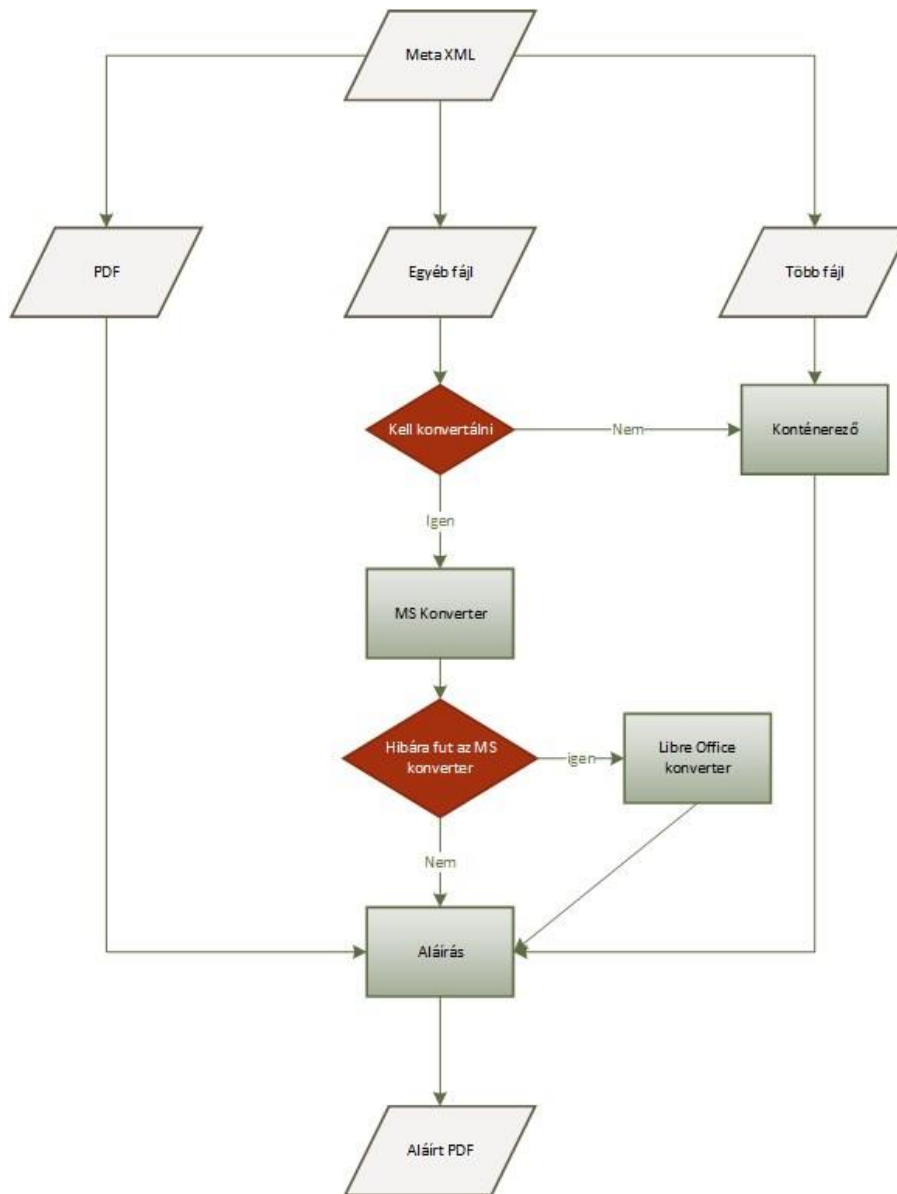 Meta XML
PDF
Egyéb fájl
Több fájl
Kell konvertálni
Nem
Konténerező
Igen
MS Konverter
Hibára fut az MS
konverter
igen
Libre Office
konverter
Nem
Aláírás
Aláírt PDF